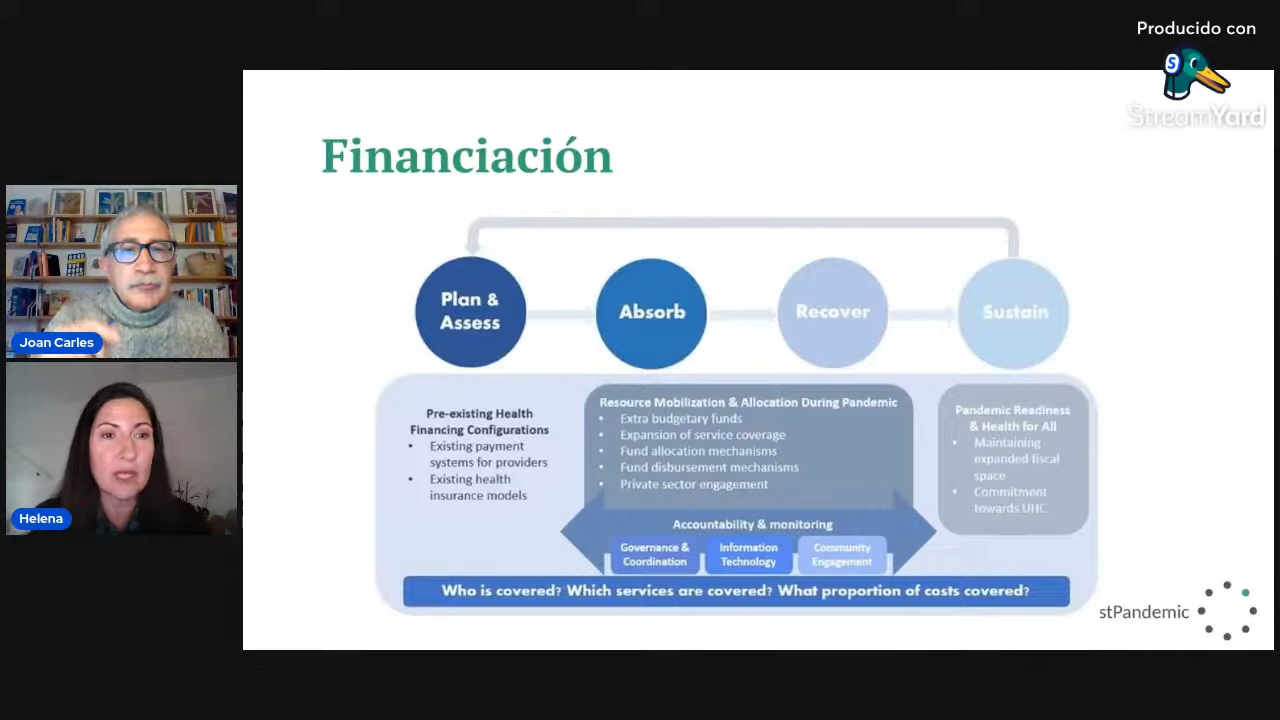 Producido con
S
StreamYard
Financiación
Plan &
Assess
Absorb
Recover
Sustain
Pre-existing Health
Financing Configurations
• Existing payment
systems for providers
• Existing health
insurance models
Resource Mobilization & Allocation During Pandemic
• Extra budgetary funds
• Expansion of service coverage
• Fund allocation mechanisms
• Fund disbursement mechanisms
• Private sector engagement
Pandemic Readiness
& Health for All
• Maintaining
expanded fiscal
space
• Commitment
towards UHC
Accountability & monitoring
Governance &
Coordination
Information
Technology
Community
Engagement
Who is covered? Which services are covered? What proportion of costs covered?
stPandemic
Joan Carles
Helena